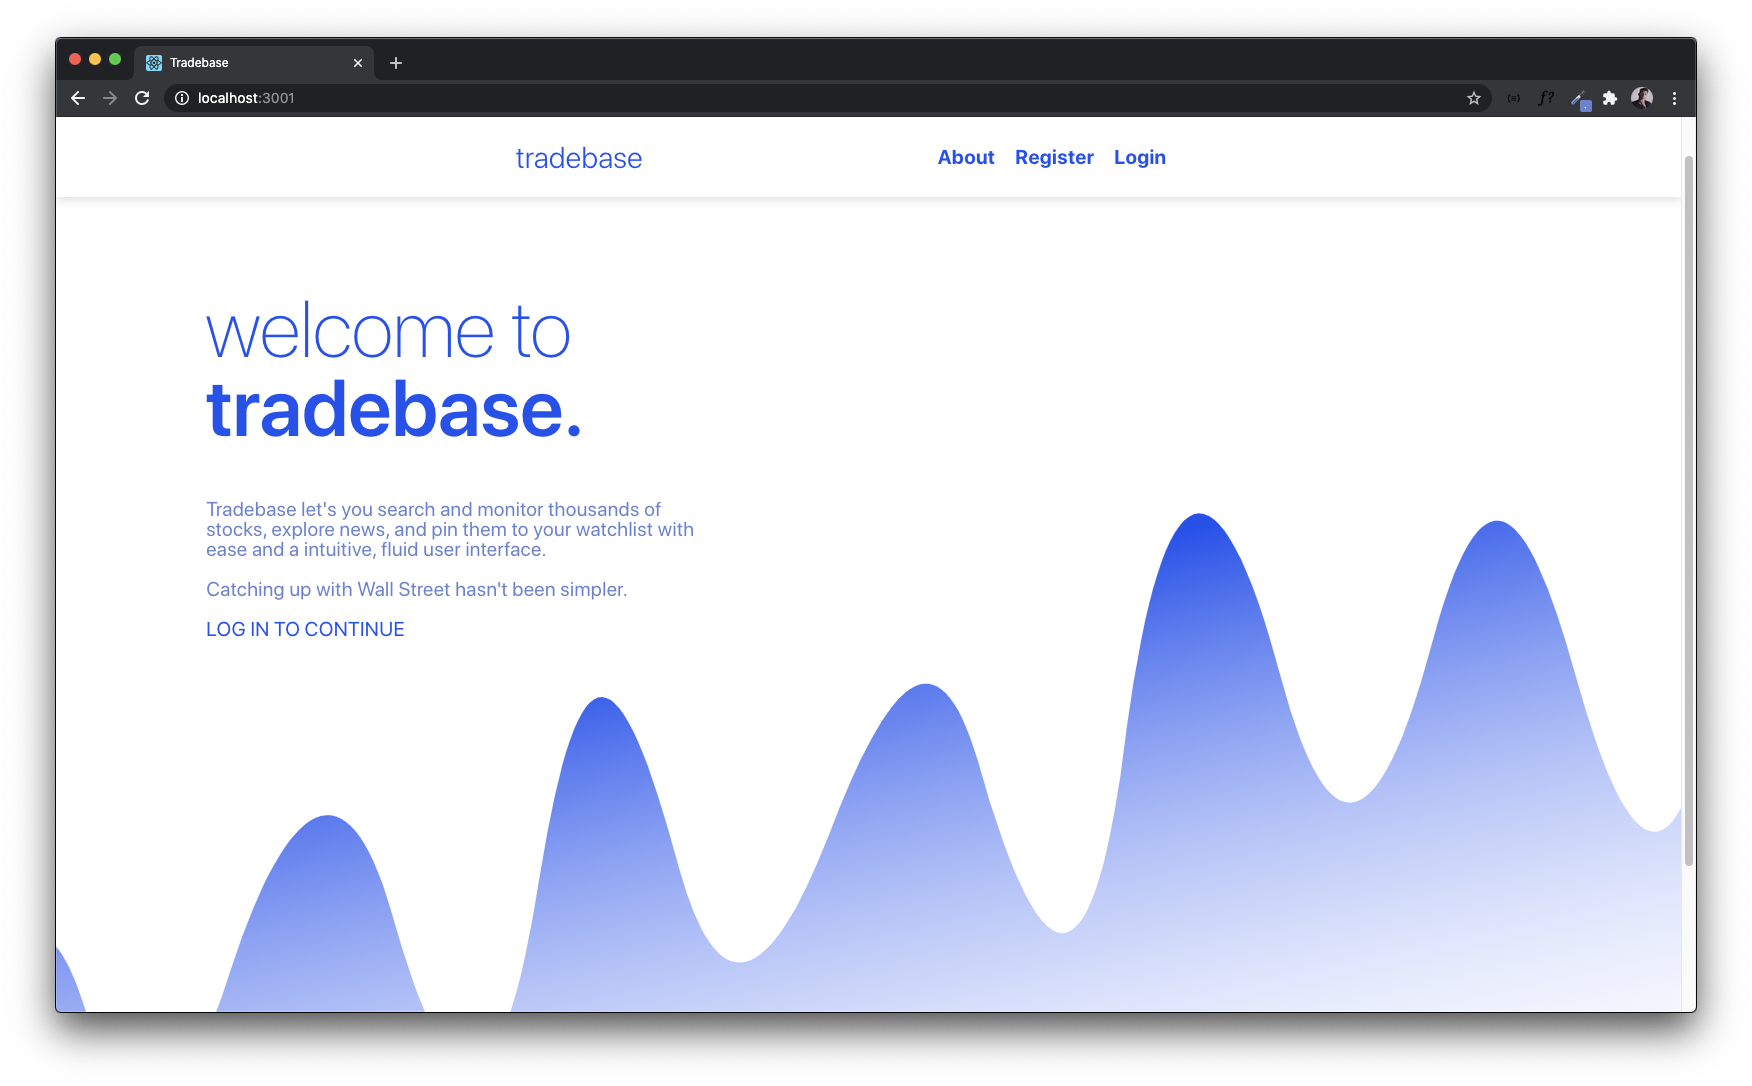 Tradebase
localhost:3001
f?
tradebase
About Register Login
welcome to
tradebase.
Tradebase let's you search and monitor thousands of
stocks, explore news, and pin them to your watchlist with
ease and a intuitive, fluid user interface.
Catching up with Wall Street hasn't been simpler.
LOG IN TO CONTINUE